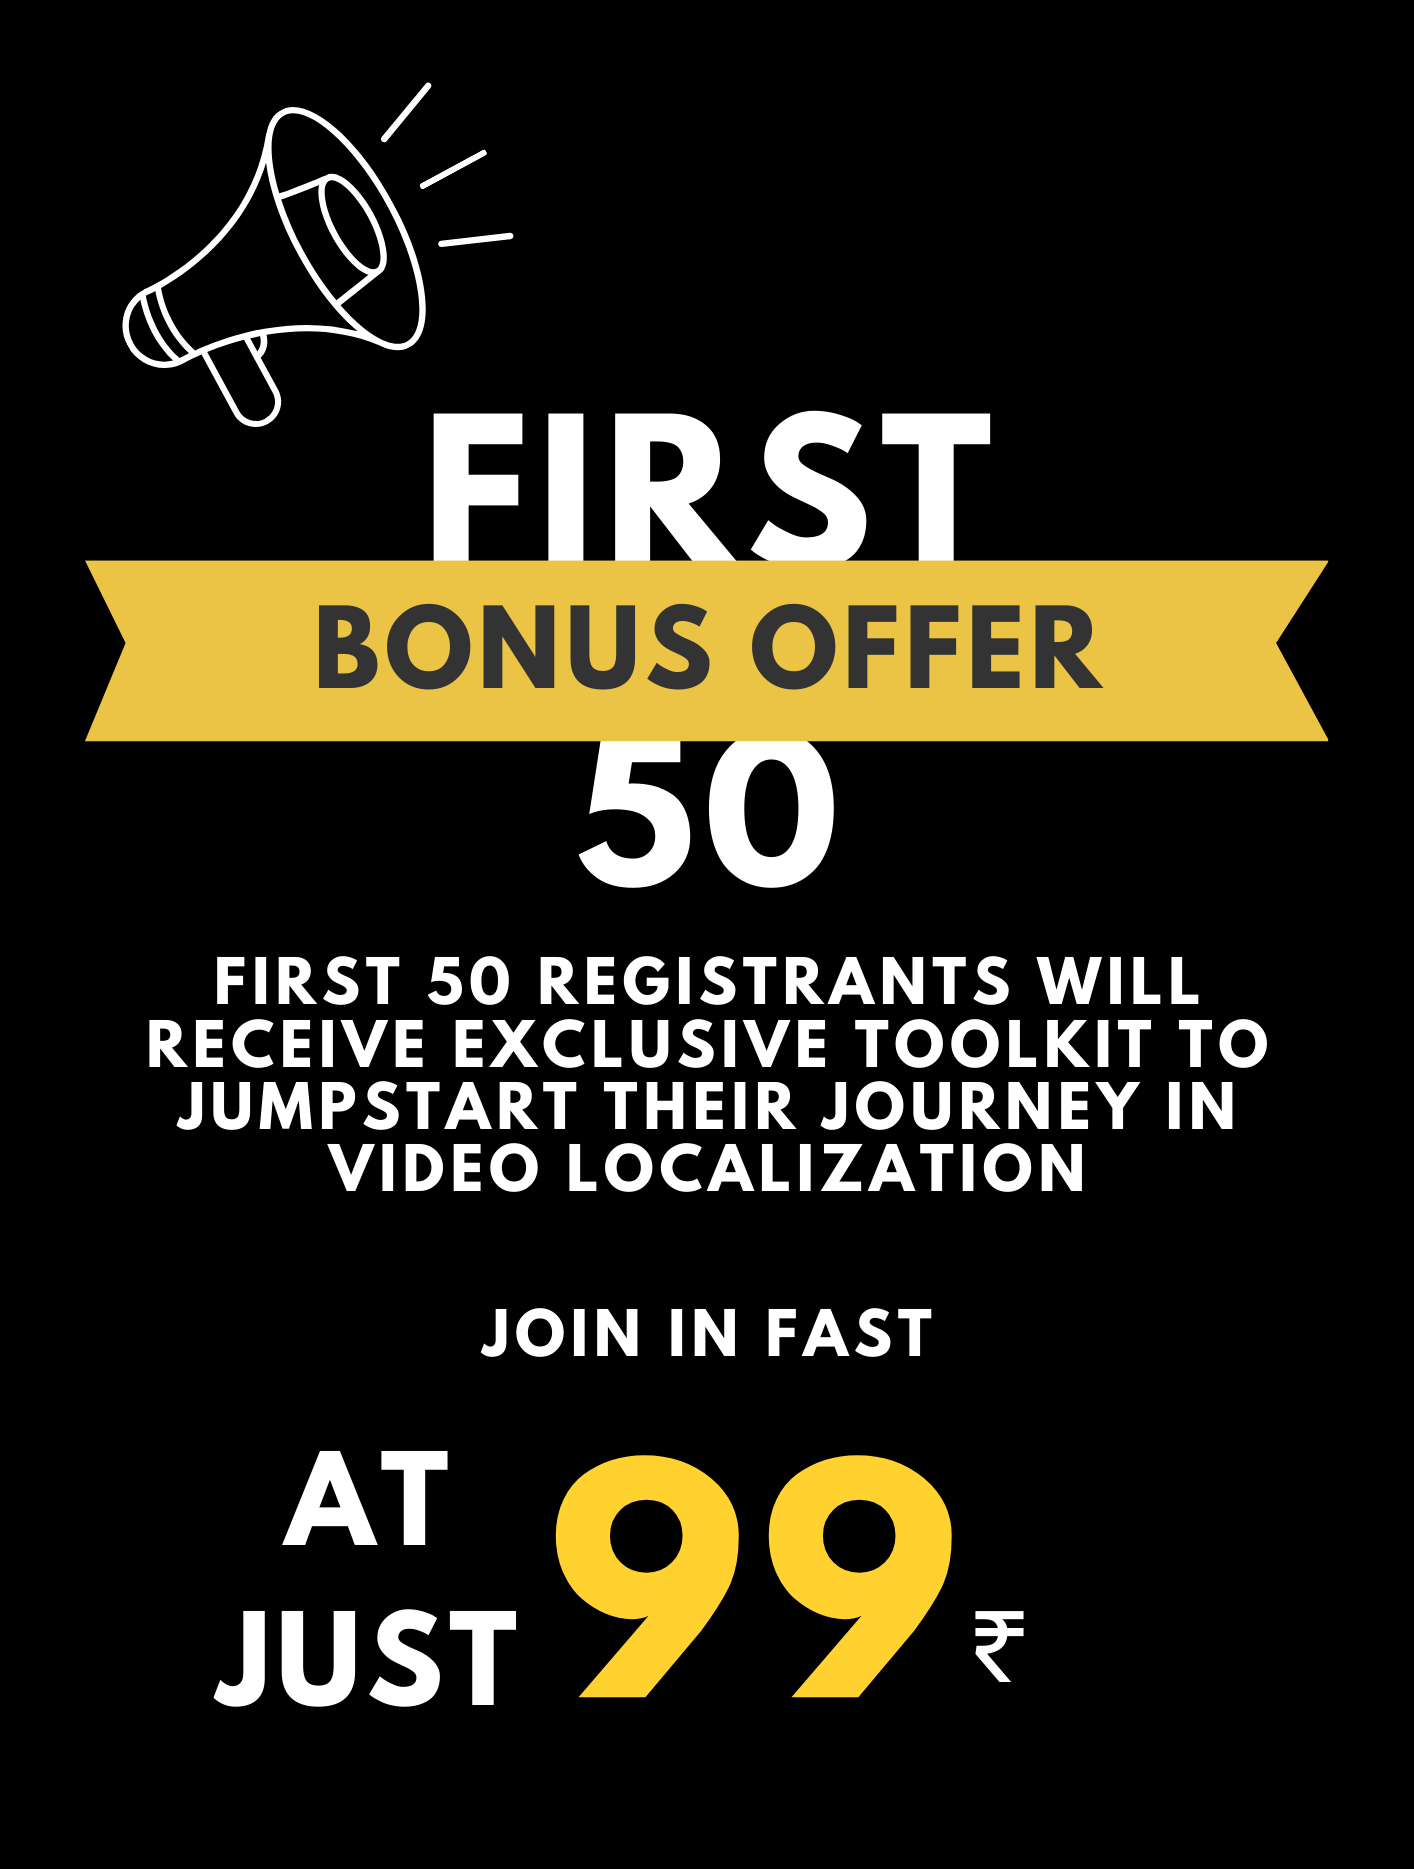 FIRST
BONUS OFFER
50
FIRST 50 REGISTRANTS WILL
RECEIVE EXCLUSIVE TOOLKIT TO
JUMPSTART THEIR JOURNEY IN
VIDEO LOCALIZATION
JOIN IN FAST
AT
JUST 99 ₹